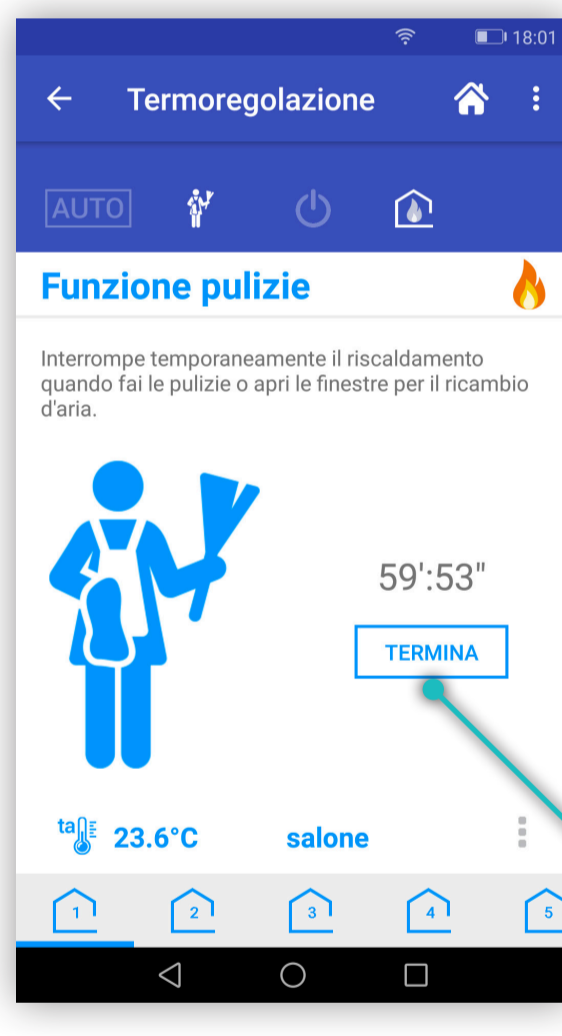 18:01
Termoregolazione
AUTO
Funzione pulizie
Interrompe temporaneamente il riscaldamento
quando fai le pulizie o apri le finestre per il ricambio
d'aria.
59':53"
TERMINA
ta 23.6°C salone
1 2 3 4 5